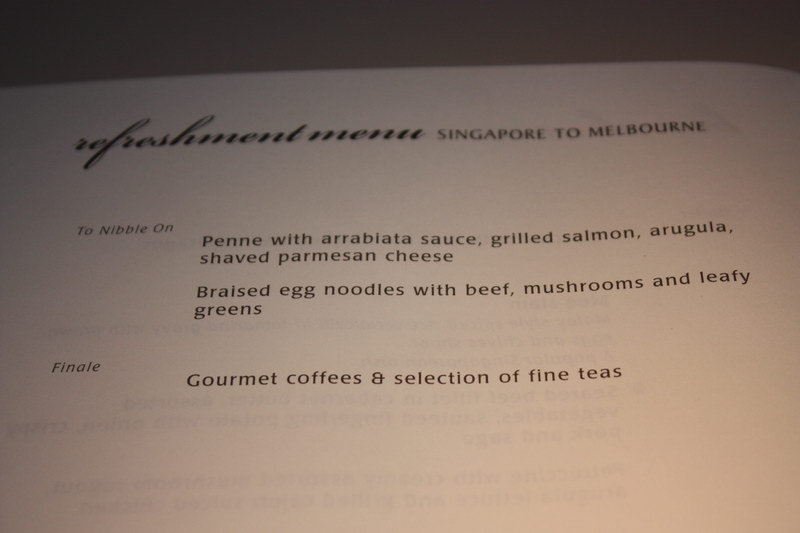 refreshment menu SINGAPORE TO MELBOURNE
To Nibble On
Penne with arrabiata sauce, grilled salmon, arugula,
shaved parmesan cheese
Braised egg noodles with beef, mushrooms and leafy
greens
Finale
Gourmet coffees & selection of fine teas